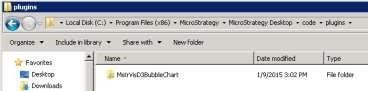 plugins
Local Disk (C:) Program Files (x86) MicroStrategy MicroStrategy Desktop code plugins
Organize Include in library Share with New folder
Favorites
Desktop
Downloads
Name Date modified Type
MetrVisD3BubbleChart 1/9/2015 3:02 PM File folder